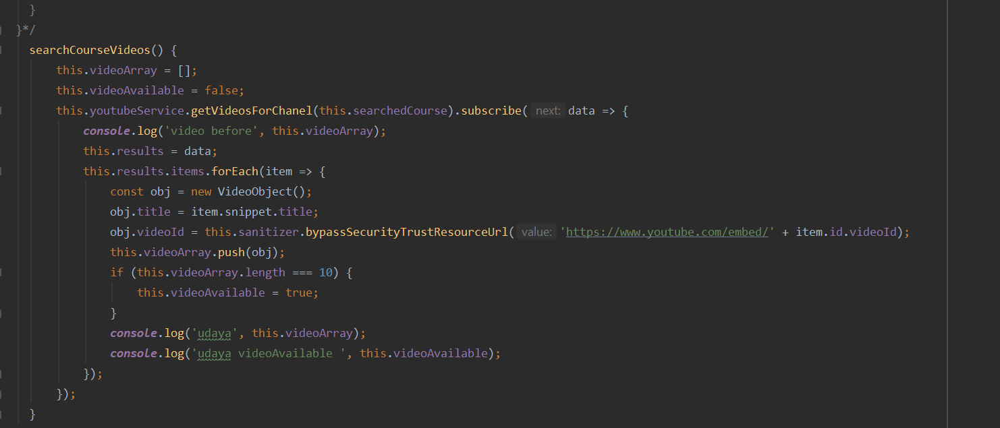 }
}*/
searchCourseVideos() {
this.videoArray = [];
this.videoAvailable = false;
this.youtubeService.getVideosForChanel(this.searchedCourse).subscribe( next: data => {
console.log('video before', this.videoArray);
this.results = data;
this.results.items.forEach(item => {
const obj = new VideoObject();
obj.title = item.snippet.title;
obj.videoId = this.sanitizer.bypassSecurityTrustResourceUrl( value: 'https://www.youtube.com/embed/' + item.id.videoId);
this.videoArray.push(obj);
if (this.videoArray.length === 10) {
this.videoAvailable = true;
}
console.log('udaya', this.videoArray);
console.log('udaya videoAvailable ', this.videoAvailable);
});
});
}